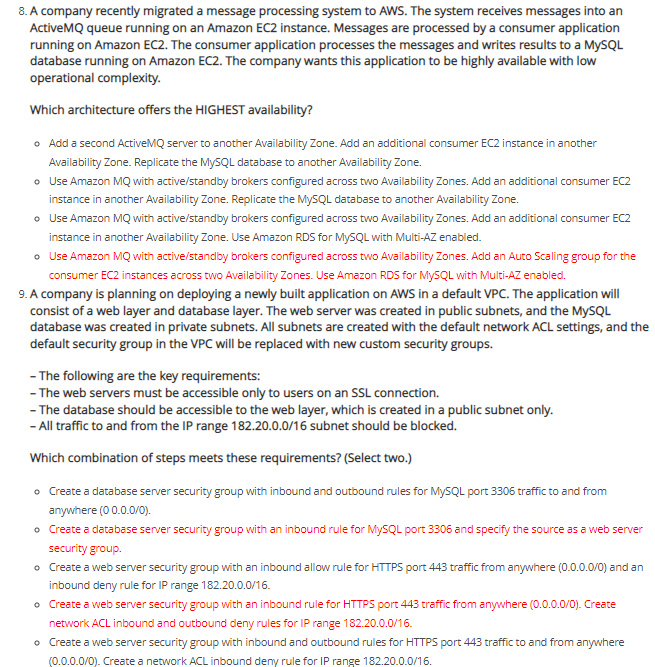 8. A company recently migrated a message processing system to AWS. The system receives messages into an
ActiveMQ queue running on an Amazon EC2 instance. Messages are processed by a consumer application
running on Amazon EC2. The consumer application processes the messages and writes results to a MySQL
database running on Amazon EC2. The company wants this application to be highly available with low
operational complexity.
Which architecture offers the HIGHEST availability?
Add a second ActiveMQ server to another Availability Zone. Add an additional consumer EC2 instance in another
Availability Zone. Replicate the MySQL database to another Availability Zone.
Use Amazon MQ with active/standby brokers configured across two Availability Zones. Add an additional consumer EC2
instance in another Availability Zone. Replicate the MySQL database to another Availability Zone.
Use Amazon MQ with active/standby brokers configured across two Availability Zones. Add an additional consumer EC2
instance in another Availability Zone. Use Amazon RDS for MySQL with Multi-AZ enabled.
Use Amazon MQ with active/standby brokers configured across two Availability Zones. Add an Auto Scaling group for the
consumer EC2 instances across two Availability Zones. Use Amazon RDS for MySQL with Multi-AZ enabled.
9. A company is planning on deploying a newly built application on AWS in a default VPC. The application will
consist of a web layer and database layer. The web server was created in public subnets, and the MySQL
database was created in private subnets. All subnets are created with the default network ACL settings, and the
default security group in the VPC will be replaced with new custom security groups.
– The following are the key requirements:
– The web servers must be accessible only to users on an SSL connection.
– The database should be accessible to the web layer, which is created in a public subnet only.
– All traffic to and from the IP range 182.20.0.0/16 subnet should be blocked.
Which combination of steps meets these requirements? (Select two.)
Create a database server security group with inbound and outbound rules for MySQL port 3306 traffic to and from
anywhere (0 0.0.0/0).
Create a database server security group with an inbound rule for MySQL port 3306 and specify the source as a web server
security group.
Create a web server security group with an inbound allow rule for HTTPS port 443 traffic from anywhere (0.0.0.0/0) and an
inbound deny rule for IP range 182.20.0.0/16.
Create a web server security group with an inbound rule for HTTPS port 443 traffic from anywhere (0.0.0.0/0). Create
network ACL inbound and outbound deny rules for IP range 182.20.0.0/16.
Create a web server security group with inbound and outbound rules for HTTPS port 443 traffic to and from anywhere
(0.0.0.0/0). Create a network ACL inbound deny rule for IP range 182.20.0.0/16.